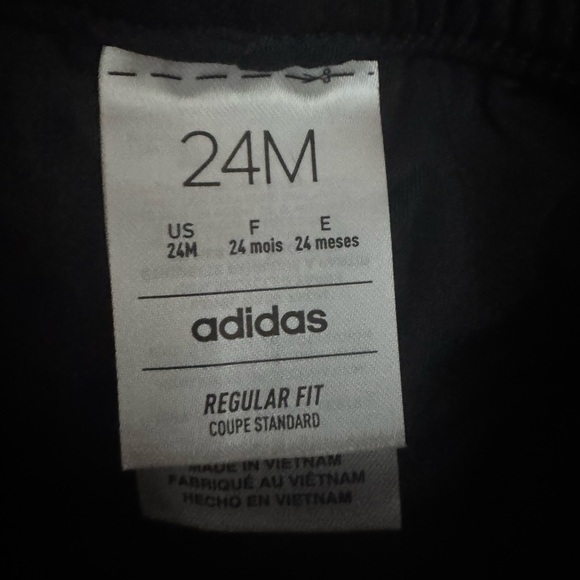 24M
US F E
24M 24 mois 24 meses
adidas
REGULAR FIT
COUPE STANDARD
MADE IN VIETNAM
FABRIQUÉ AU VIÊTNAM
HECHO EN VIETNAM